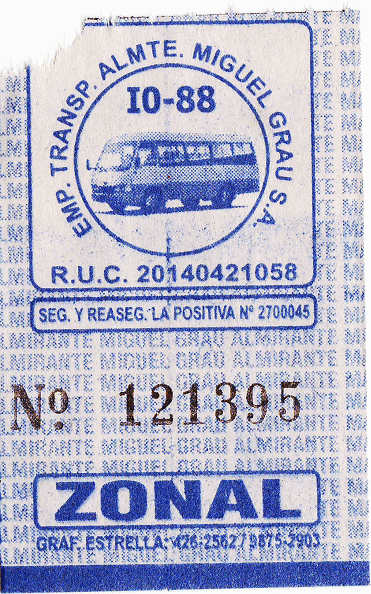 EMP. TRANSP. ALMTE. MIGUEL GRAU S.A.
IO-88
R.U.C. 20140421058
SEG. Y REASEG. LA POSITIVA Nº 2700045
Nº 121395
ZONAL
GRAF. ESTRELLA: 426-2562 / 9875-3903